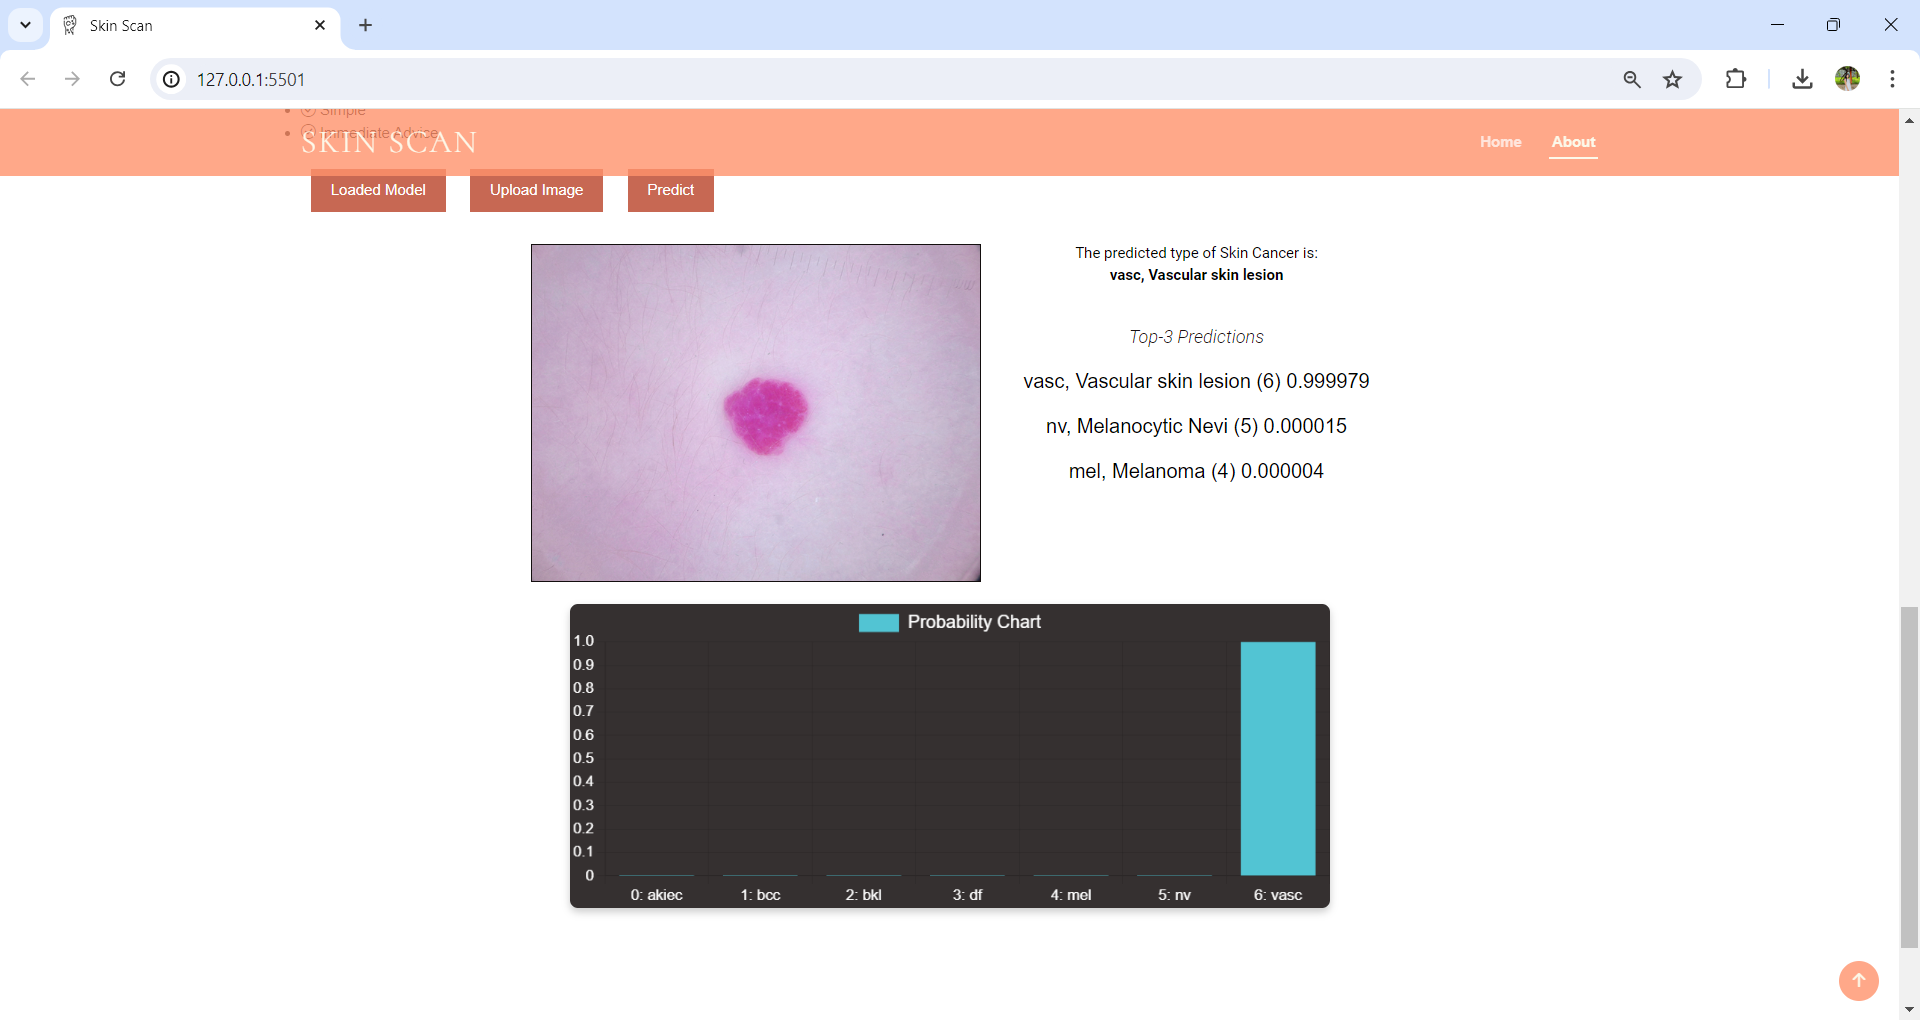 Skin Scan
127.0.0.1:5501
Simple
Immediate Advice
SKIN SCAN
Home
About
Loaded Model
Upload Image
Predict
The predicted type of Skin Cancer is:
vasc, Vascular skin lesion
Top-3 Predictions
vasc, Vascular skin lesion (6) 0.999979
nv, Melanocytic Nevi (5) 0.000015
mel, Melanoma (4) 0.000004
Probability Chart
1.0
0.9
0.8
0.7
0.6
0.5
0.4
0.3
0.2
0.1
0
0: akiec
1: bcc
2: bkl
3: df
4: mel
5: nv
6: vasc